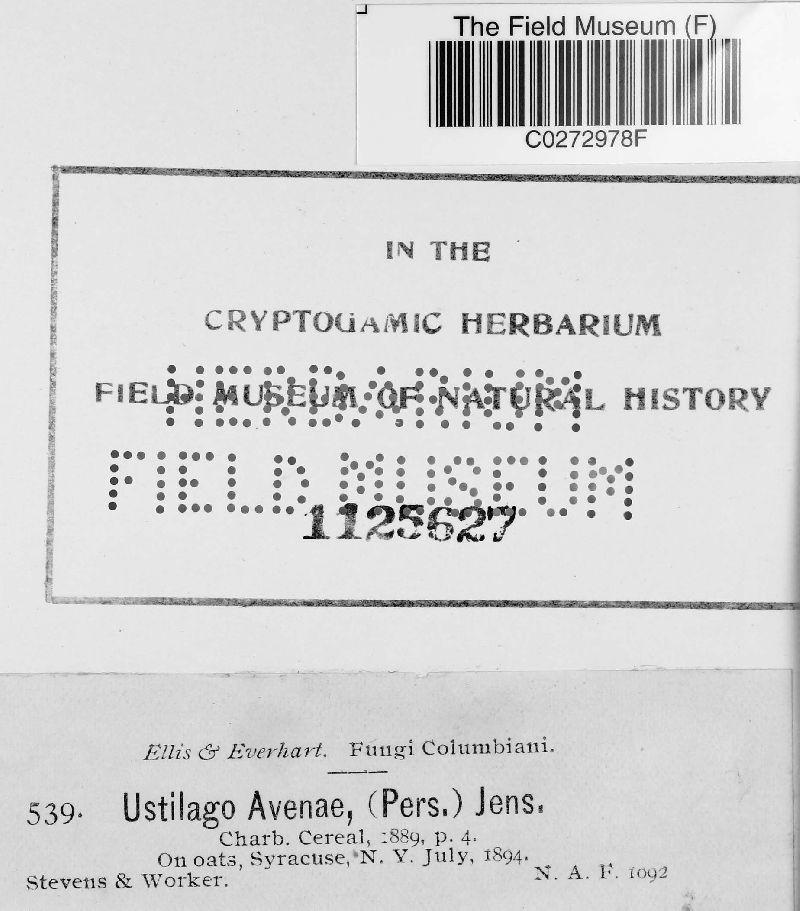 The Field Museum (F)
C0272978F
IN THE
CRYPTOGAMIC HERBARIUM
FIELD MUSEUM OF NATURAL HISTORY
HERBARIUM
FIELD MUSEUM
1125627
Ellis & Everhart. Fungi Columbiani.
539. Ustilago Avenae, (Pers.) Jens.
Charb. Cereal, 1889, p. 4.
On oats, Syracuse, N. Y. July, 1894.
Stevens & Worker. N. A. F. 1092